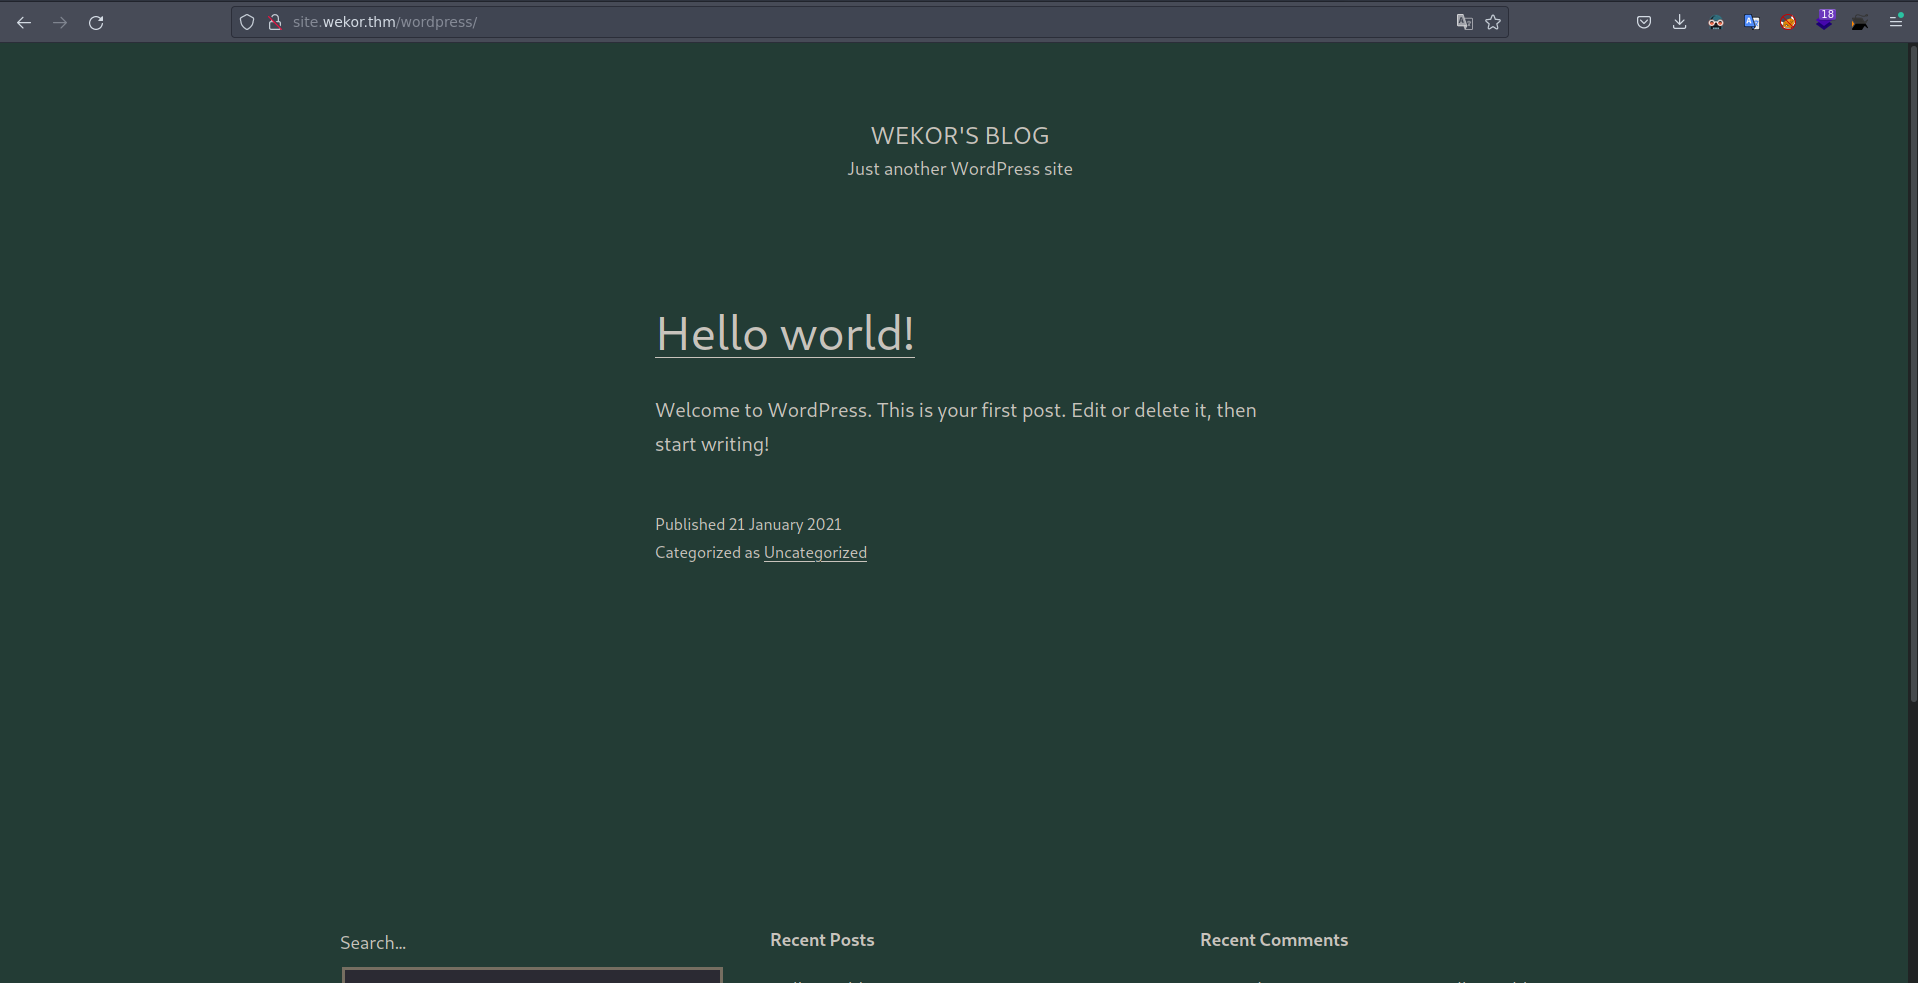 site.wekor.thm/wordpress/
18
WEKOR'S BLOG
Just another WordPress site
Hello world!
Welcome to WordPress. This is your first post. Edit or delete it, then
start writing!
Published 21 January 2021
Categorized as Uncategorized
Search...
Recent Posts
Recent Comments